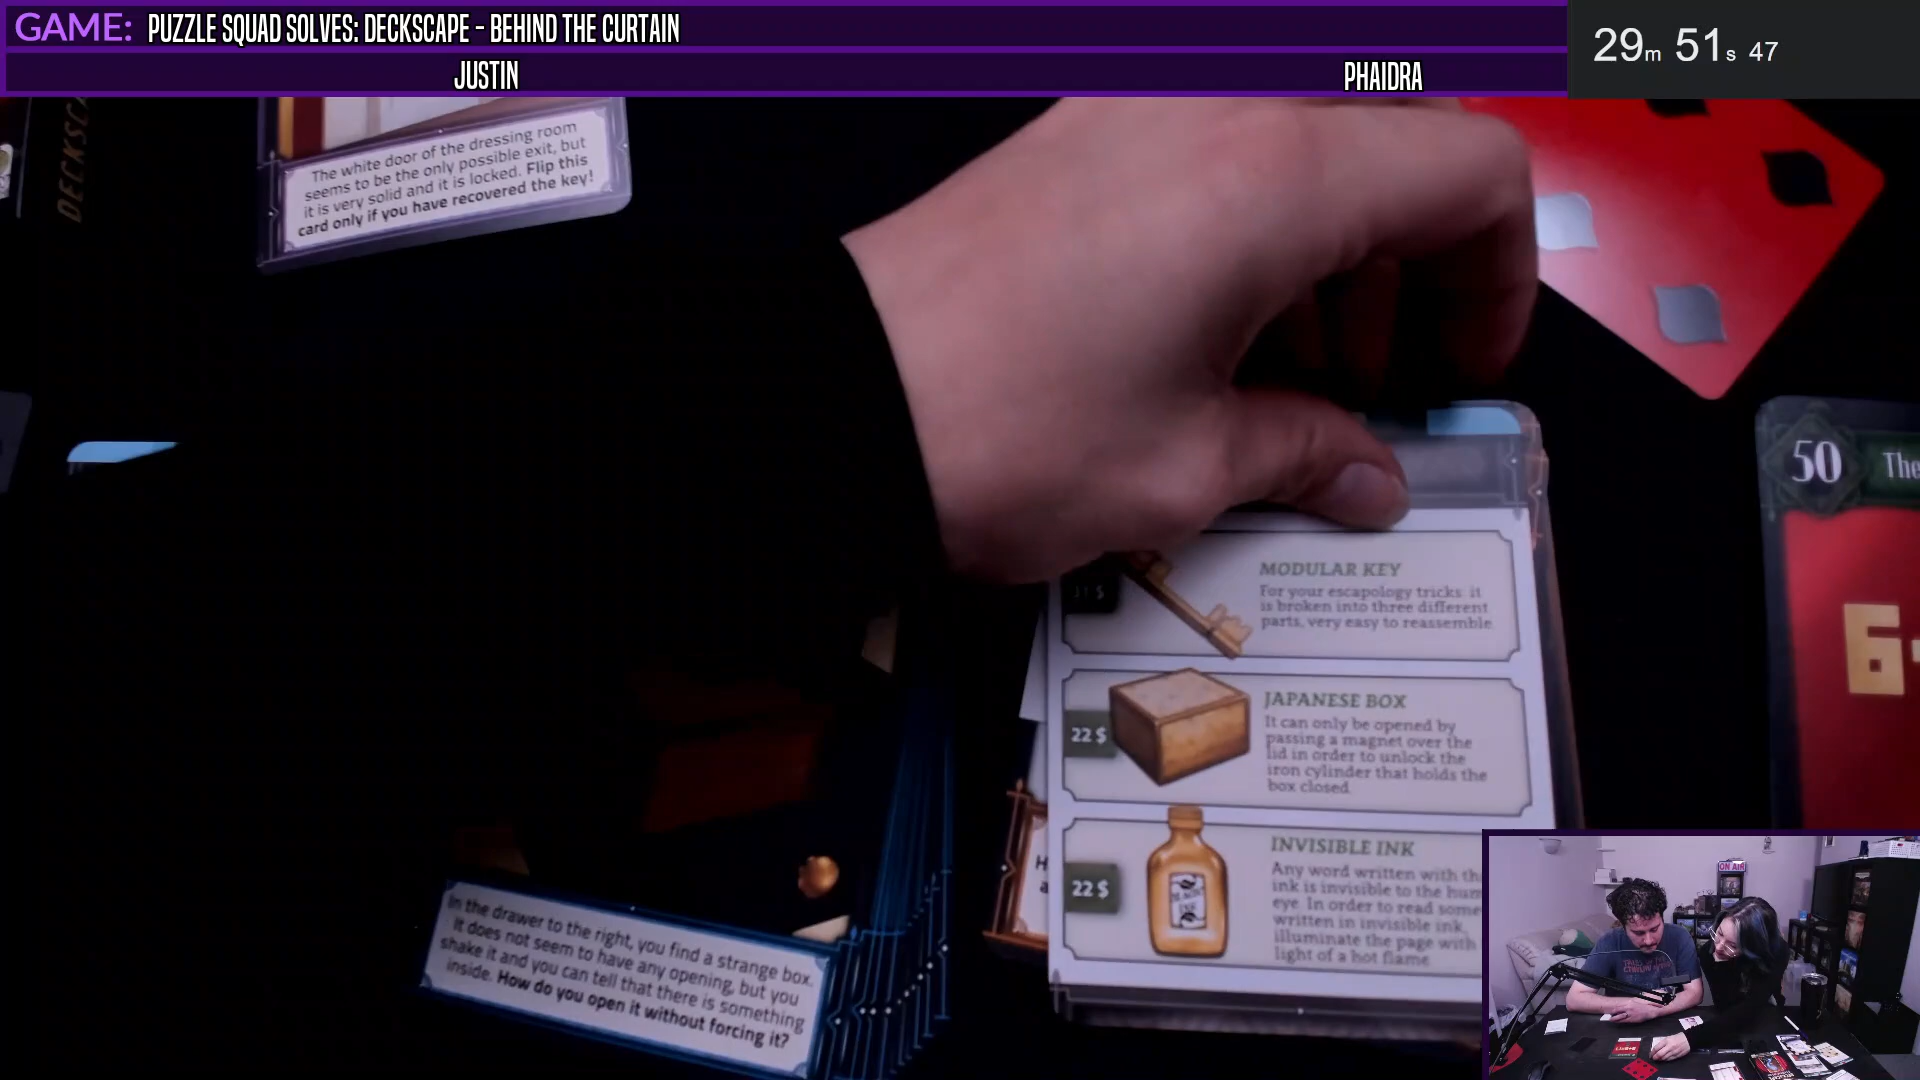 GAME: PUZZLE SQUAD SOLVES: DECKSCAPE - BEHIND THE CURTAIN
29m 51s 47
JUSTIN
PHAIDRA
The white door of the dressing room
seems to be the only possible exit, but
it is very solid and it is locked. Flip this
card only if you have recovered the key!
50 The
6
MODULAR KEY
For your escapology tricks: it
is broken into three different
parts, very easy to reassemble.
22 $
JAPANESE BOX
It can only be opened by
passing a magnet over the
lid in order to unlock the
iron cylinder that holds the
box closed.
22 $
INVISIBLE INK
Any word written with th
ink is invisible to the hum
eye. In order to read some
written in invisible ink,
illuminate the page with
light of a hot flame.
In the drawer to the right, you find a strange box.
It does not seem to have any opening, but you
shake it and you can tell that there is something
inside. How do you open it without forcing it?
ON AIR